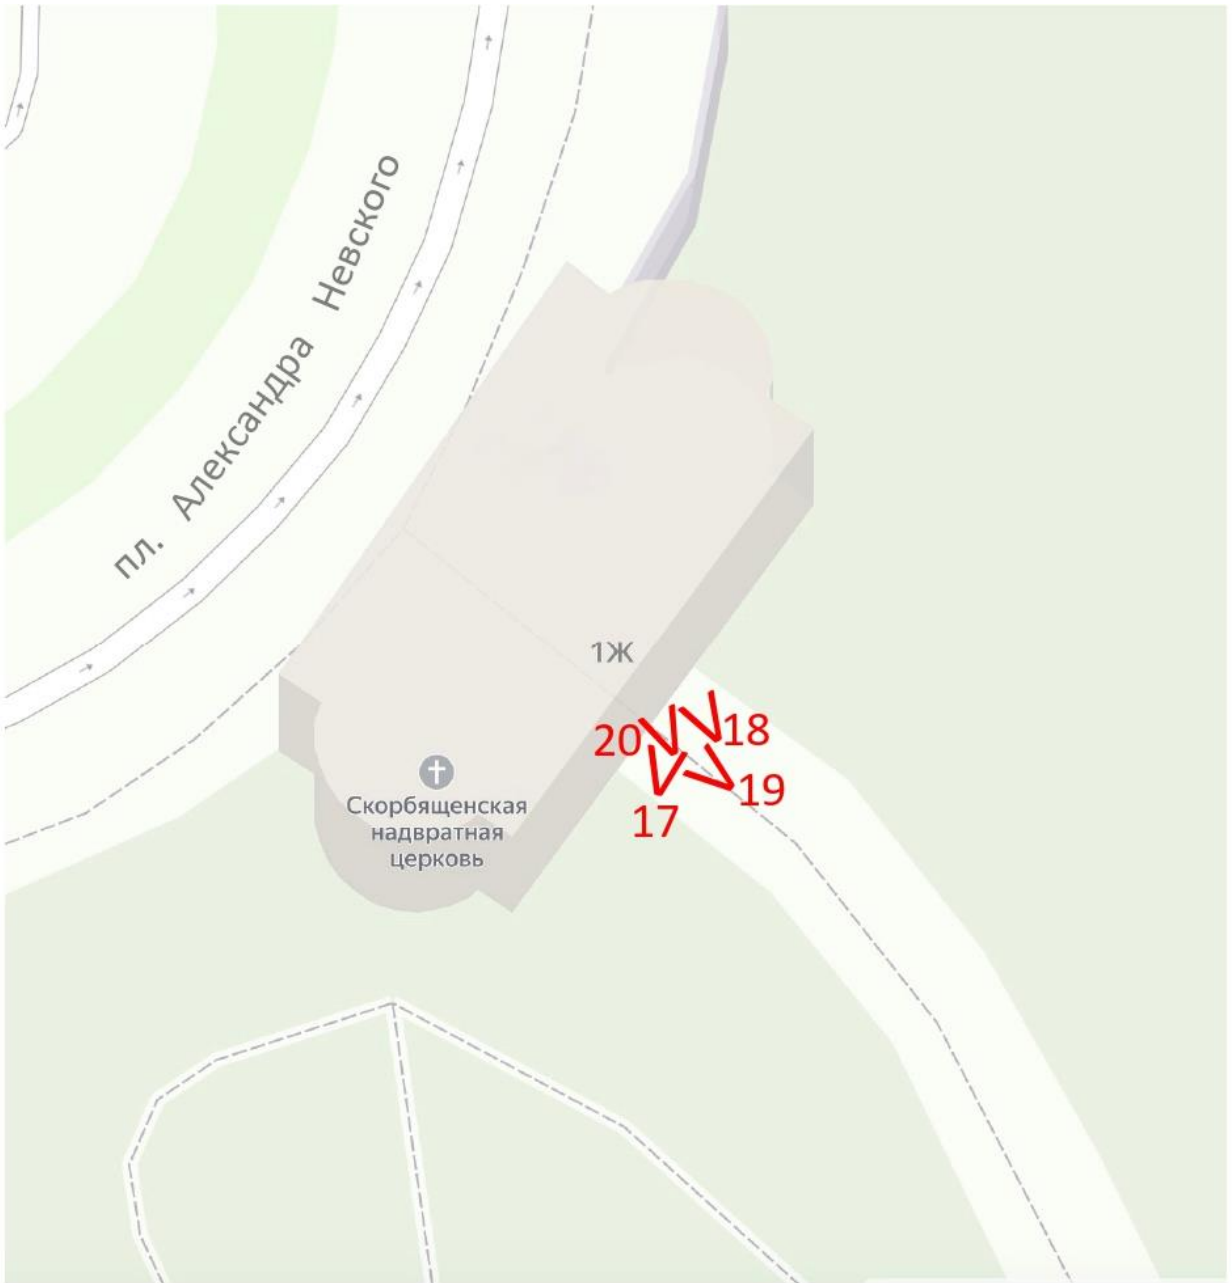 пл. Александра Невского
1Ж
20
18
19
17
Скорбященская
надвратная
церковь